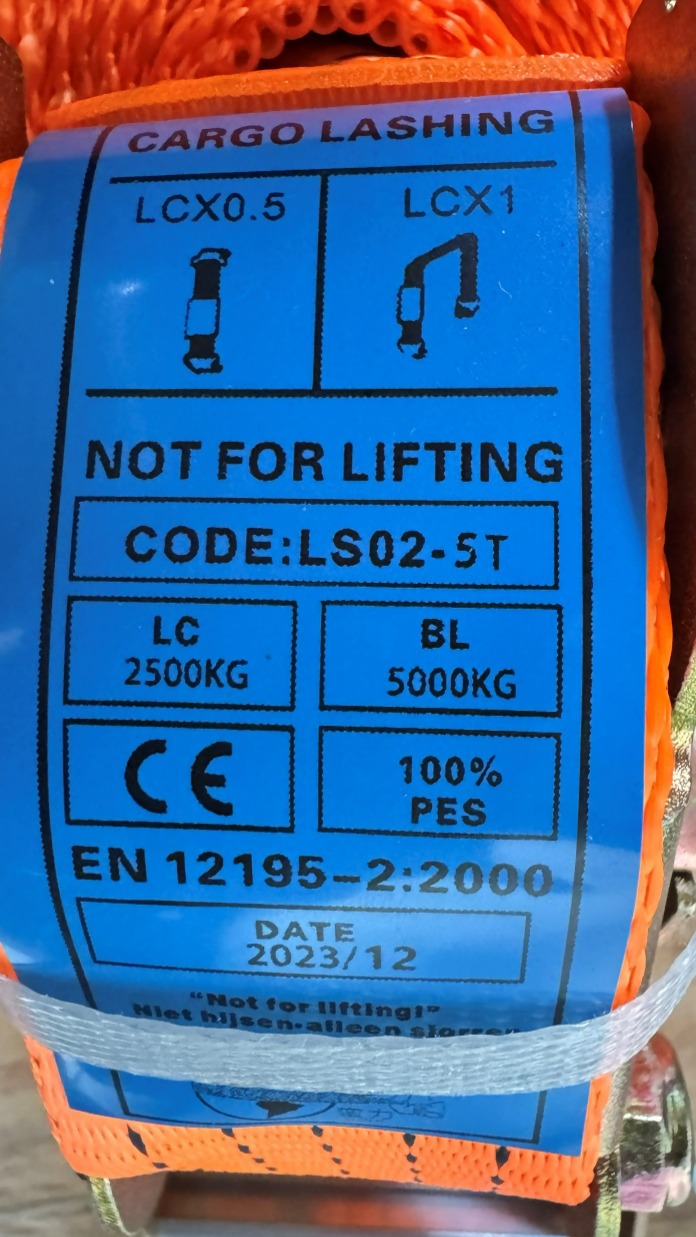 CARGO LASHING
LCX0.5
LCX1
NOT FOR LIFTING
CODE:LS02-5T
LC
2500KG
BL
5000KG
CE
100%
PES
EN 12195-2:2000
DATE
2023/12
"Not for lifting!"
Niet hijsen-alleen